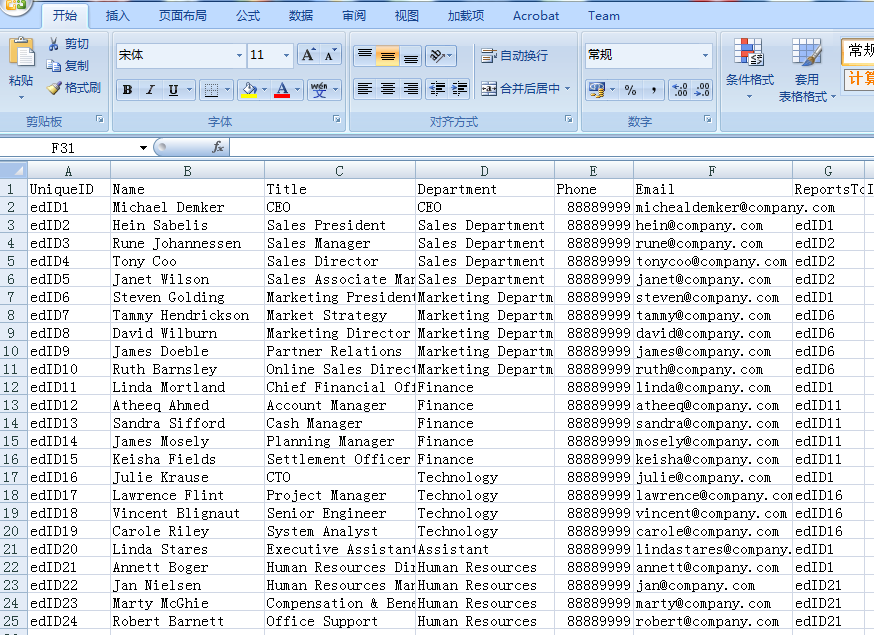 开始 插入 页面布局 公式 数据 审阅 视图 加载项 Acrobat Team
剪切 宋体 11 自动换行 常规 常规
复制
粘贴 格式刷 B I U A wén 变 合并后居中 % , 条件格式 套用 表格格式 计算
剪贴板 字体 对齐方式 数字
F31 fx
A B C D E F G
1 UniqueID Name Title Department Phone Email ReportsTo I
2 edID1 Michael Demker CEO CEO 88889999 michealdemker@company.com
3 edID2 Hein Sabelis Sales President Sales Department 88889999 hein@company.com edID1
4 edID3 Rune Johannessen Sales Manager Sales Department 88889999 rune@company.com edID2
5 edID4 Tony Coo Sales Director Sales Department 88889999 tonycoo@company.com edID2
6 edID5 Janet Wilson Sales Associate Man Sales Department 88889999 janet@company.com edID2
7 edID6 Steven Golding Marketing President Marketing Departm 88889999 steven@company.com edID1
8 edID7 Tammy Hendrickson Market Strategy Marketing Departm 88889999 tammy@company.com edID6
9 edID8 David Wilburn Marketing Director Marketing Departm 88889999 david@company.com edID6
10 edID9 James Doeble Partner Relations Marketing Departm 88889999 james@company.com edID6
11 edID10 Ruth Barnsley Online Sales Direct Marketing Departm 88889999 ruth@company.com edID6
12 edID11 Linda Mortland Chief Financial Off Finance 88889999 linda@company.com edID1
13 edID12 Atheeq Ahmed Account Manager Finance 88889999 atheeq@company.com edID11
14 edID13 Sandra Sifford Cash Manager Finance 88889999 sandra@company.com edID11
15 edID14 James Mosely Planning Manager Finance 88889999 mosely@company.com edID11
16 edID15 Keisha Fields Settlement Officer Finance 88889999 keisha@company.com edID11
17 edID16 Julie Krause CTO Technology 88889999 julie@company.com edID1
18 edID17 Lawrence Flint Project Manager Technology 88889999 lawrence@company.com edID16
19 edID18 Vincent Blignaut Senior Engineer Technology 88889999 vincent@company.com edID16
20 edID19 Carole Riley System Analyst Technology 88889999 carole@company.com edID16
21 edID20 Linda Stares Executive Assistant Assistant 88889999 lindastares@company. edID1
22 edID21 Annett Boger Human Resources Dir Human Resources 88889999 annett@company.com edID1
23 edID22 Jan Nielsen Human Resources Man Human Resources 88889999 jan@company.com edID21
24 edID23 Marty McGhie Compensation & Bene Human Resources 88889999 marty@company.com edID21
25 edID24 Robert Barnett Office Support Human Resources 88889999 robert@company.com edID21